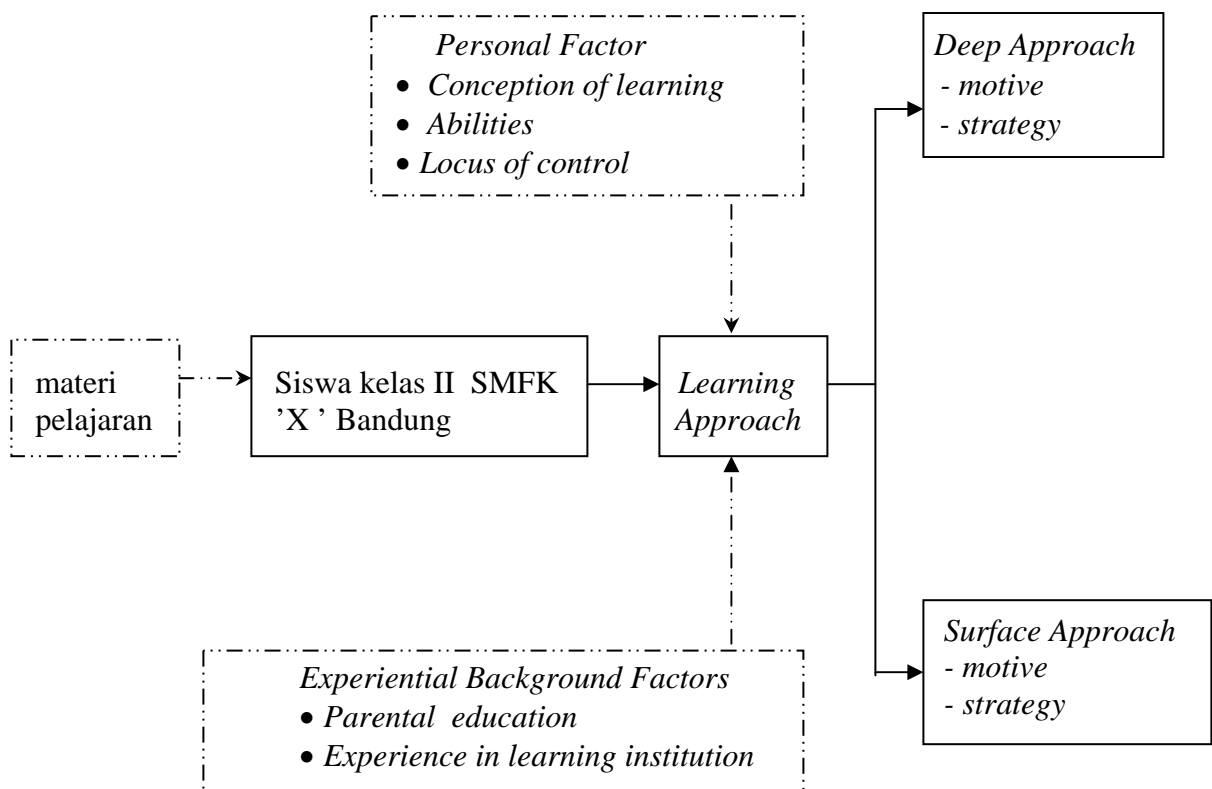 Personal Factor
• Conception of learning
• Abilities
• Locus of control
Deep Approach
- motive
- strategy
materi
pelajaran
Siswa kelas II SMFK
’X ’ Bandung
Learning
Approach
Surface Approach
- motive
- strategy
Experiential Background Factors
• Parental education
• Experience in learning institution